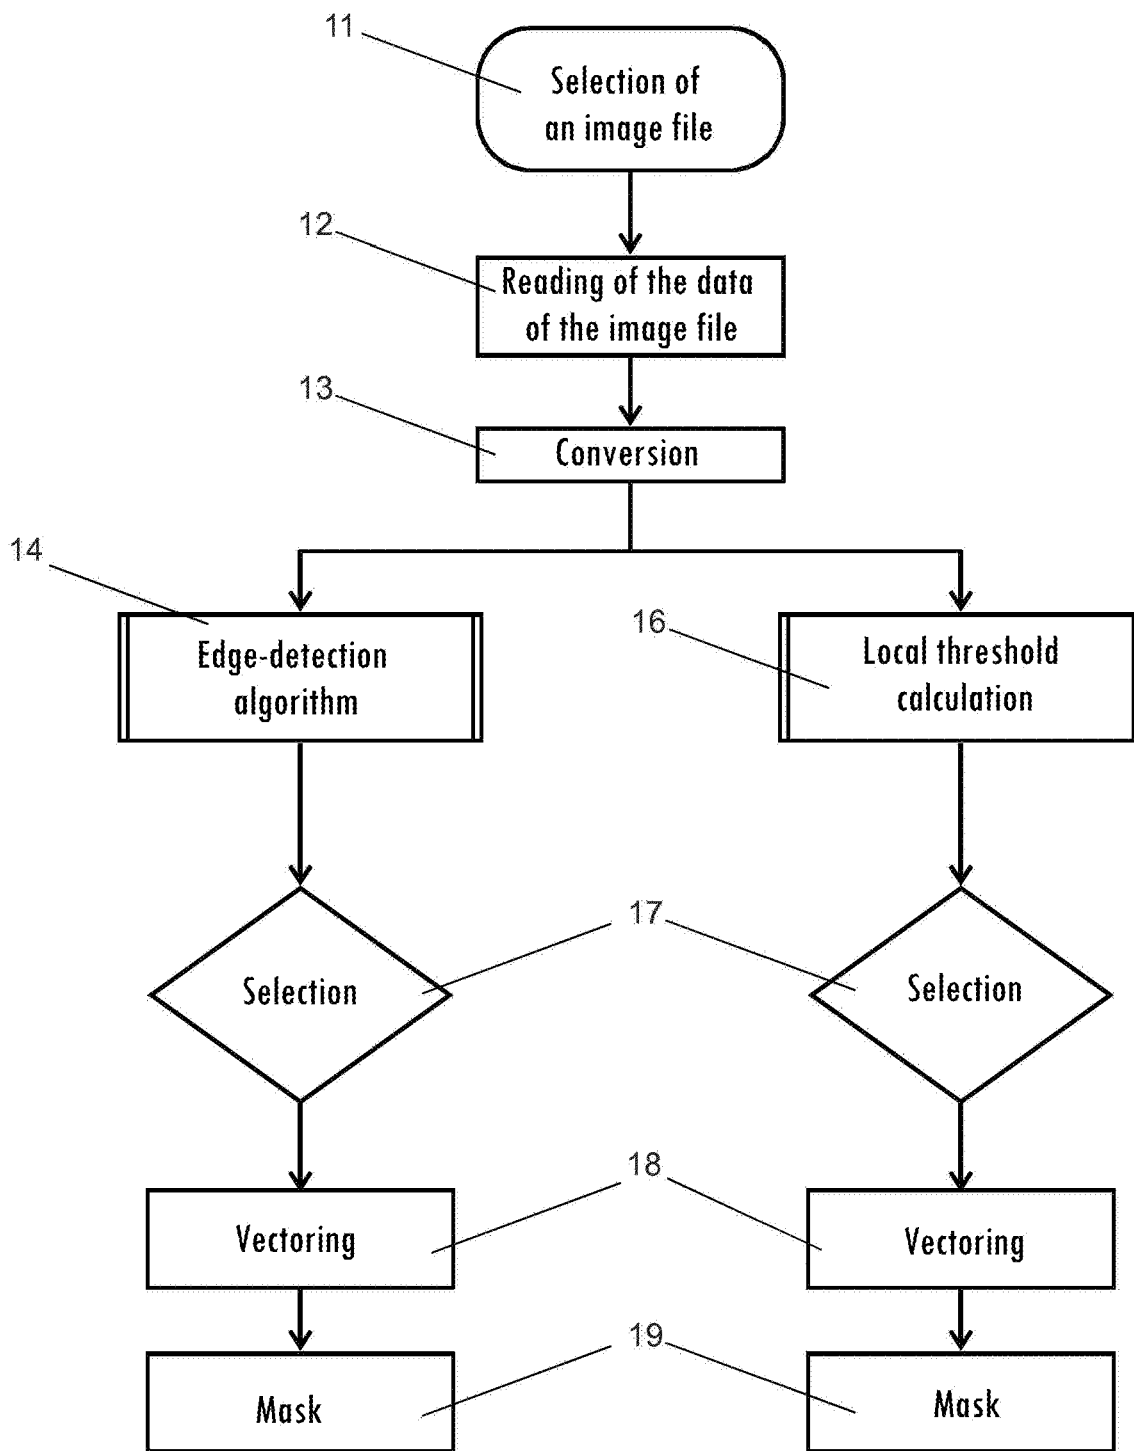 11
Selection of
an image file
12
Reading of the data
of the image file
13
Conversion
14
Edge-detection
algorithm
16
Local threshold
calculation
17
Selection
Selection
18
Vectoring
Vectoring
19
Mask
Mask